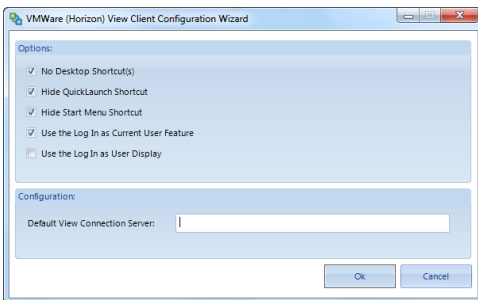 VMWare (Horizon) View Client Configuration Wizard
Options:
No Desktop Shortcut(s)
Hide QuickLaunch Shortcut
Hide Start Menu Shortcut
Use the Log In as Current User Feature
Use the Log In as User Display
Configuration:
Default View Connection Server:
Ok Cancel